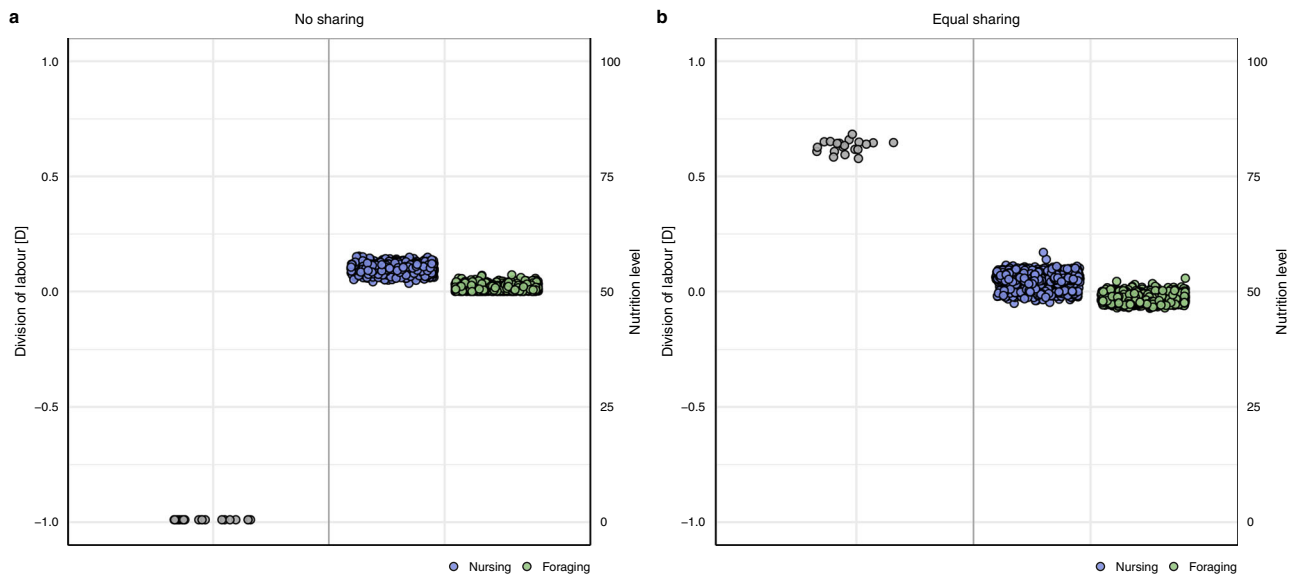 a
No sharing
1.0
0.5
0.0
−0.5
−1.0
Division of labour [D]
100
75
50
25
0
Nutrition level
Nursing
Foraging
b
Equal sharing
1.0
0.5
0.0
−0.5
−1.0
Division of labour [D]
100
75
50
25
0
Nutrition level
Nursing
Foraging